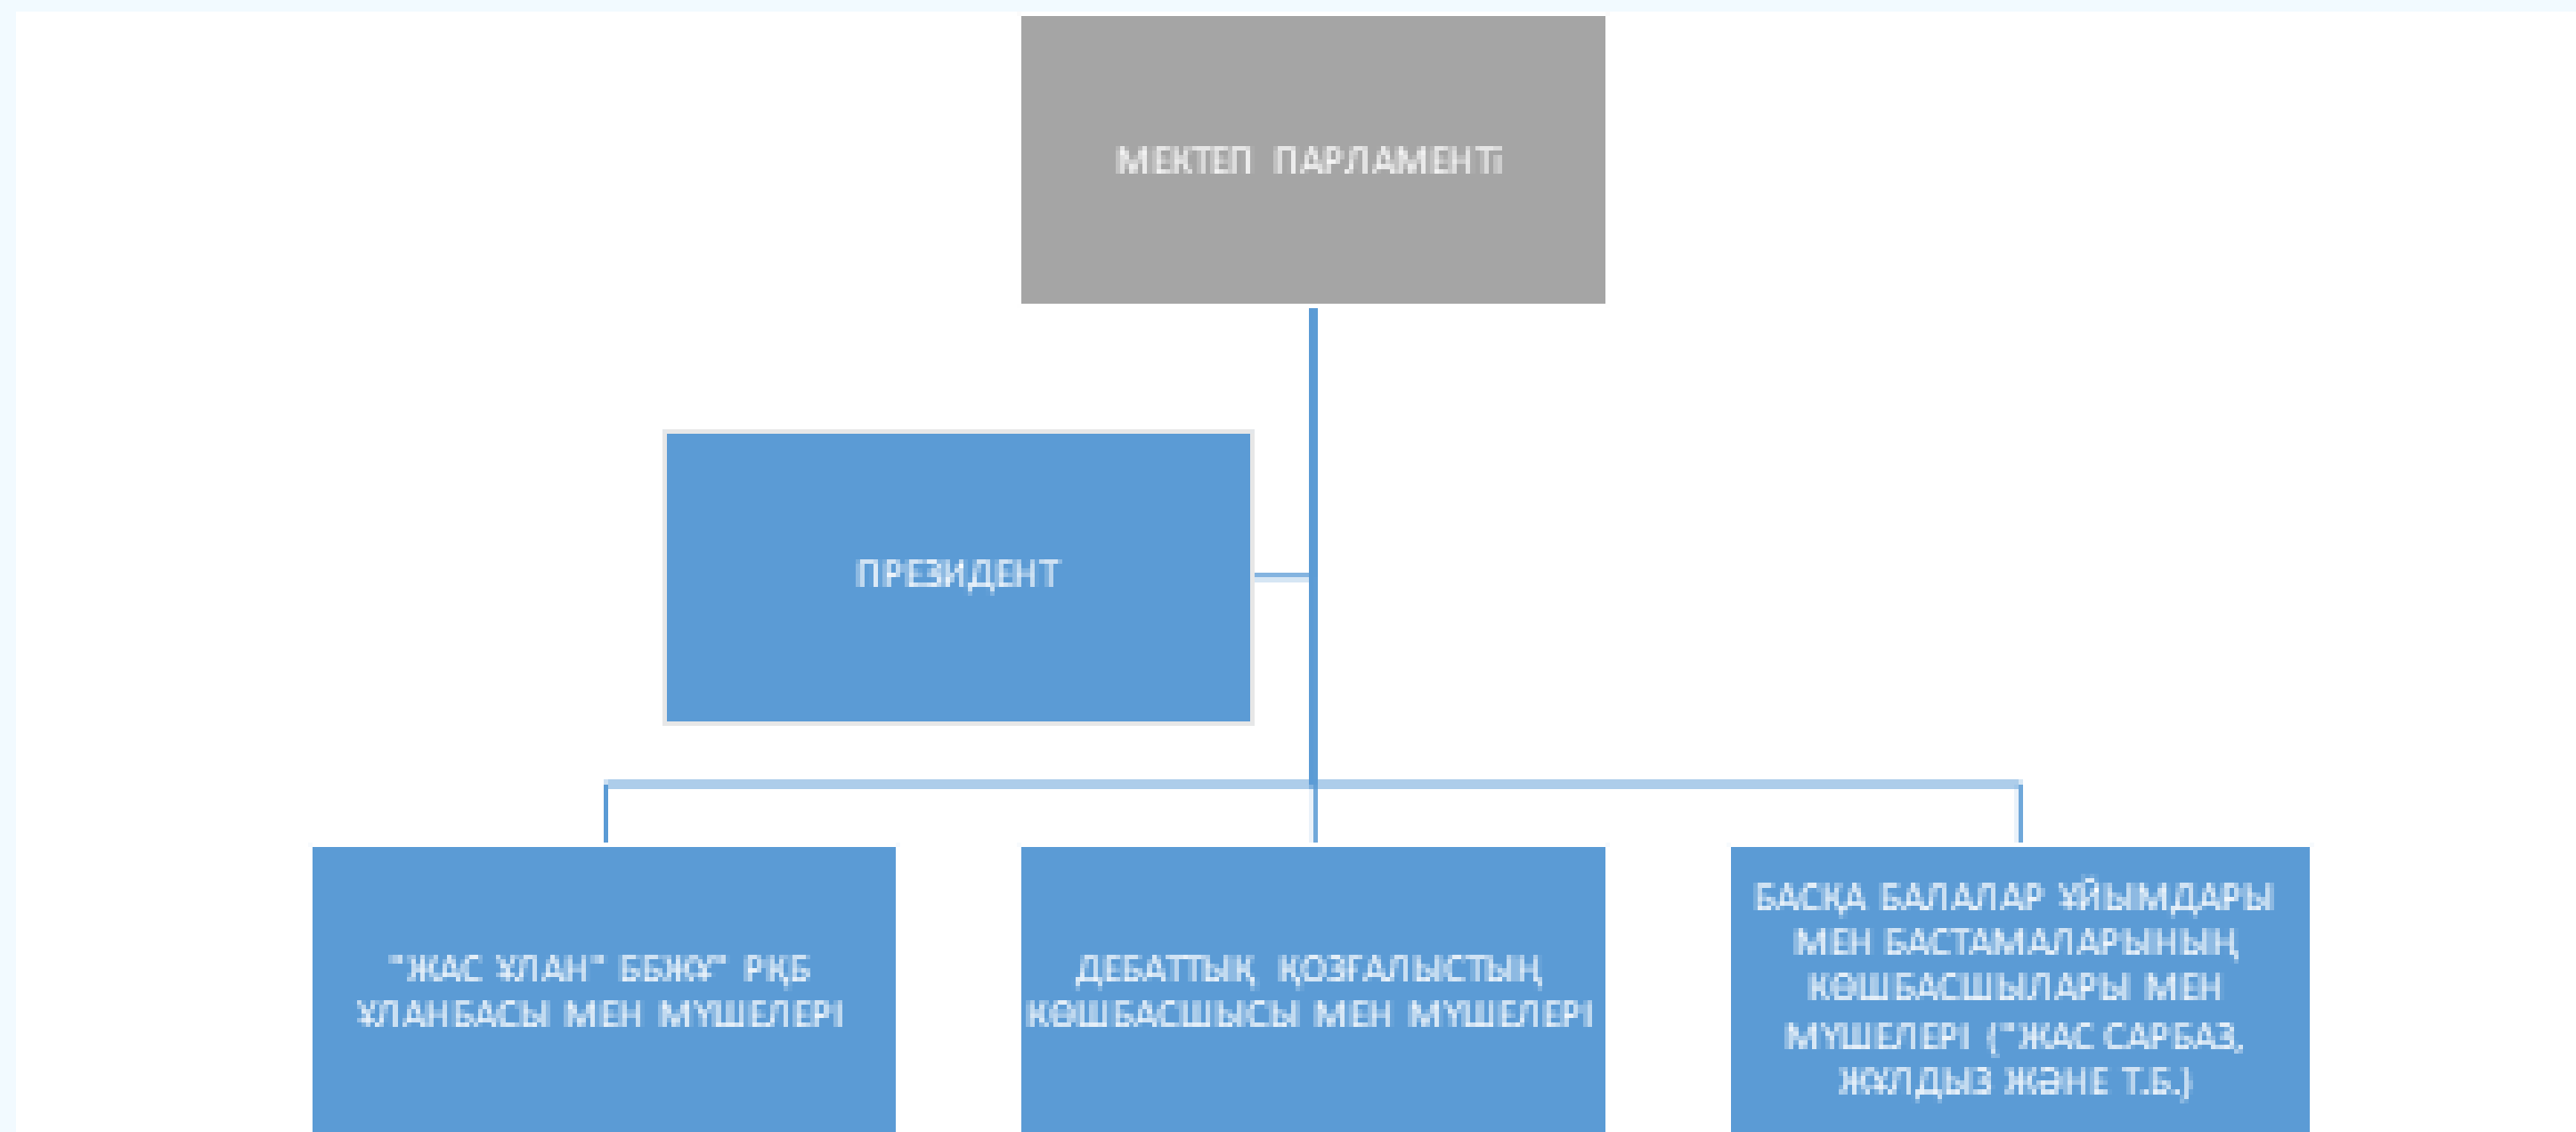 МЕКТЕП ПАРЛАМЕНТі
ПРЕЗИДЕНТ
"ЖАС ҰЛАН" ББЖҰ" РҚБ
ҰЛАНБАСЫ МЕН МҮШЕЛЕРІ
ДЕБАТТЫҚ ҚОЗҒАЛЫСТЫҢ
КӨШБАСШЫСЫ МЕН МҮШЕЛЕРІ
БАСҚА БАЛАЛАР ҰЙЫМДАРЫ
МЕН БАСТАМАЛАРЫНЫҢ
КӨШБАСШЫЛАРЫ МЕН
МҮШЕЛЕРІ ("ЖАС САРБАЗ,
ЖҰЛДЫЗ ЖӘНЕ Т.Б.)